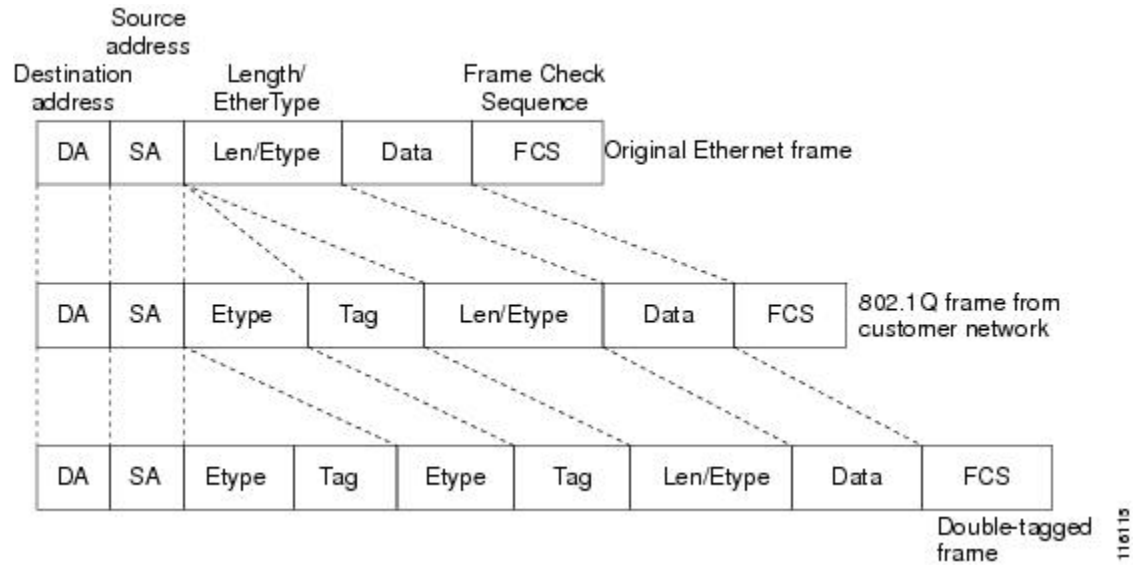 Source
address
Destination
address
Length/
EtherType
Frame Check
Sequence
DA SA Len/Etype Data FCS Original Ethernet frame
DA SA Etype Tag Len/Etype Data FCS 802.1Q frame from
customer network
DA SA Etype Tag Etype Tag Len/Etype Data FCS
Double-tagged
frame
116115